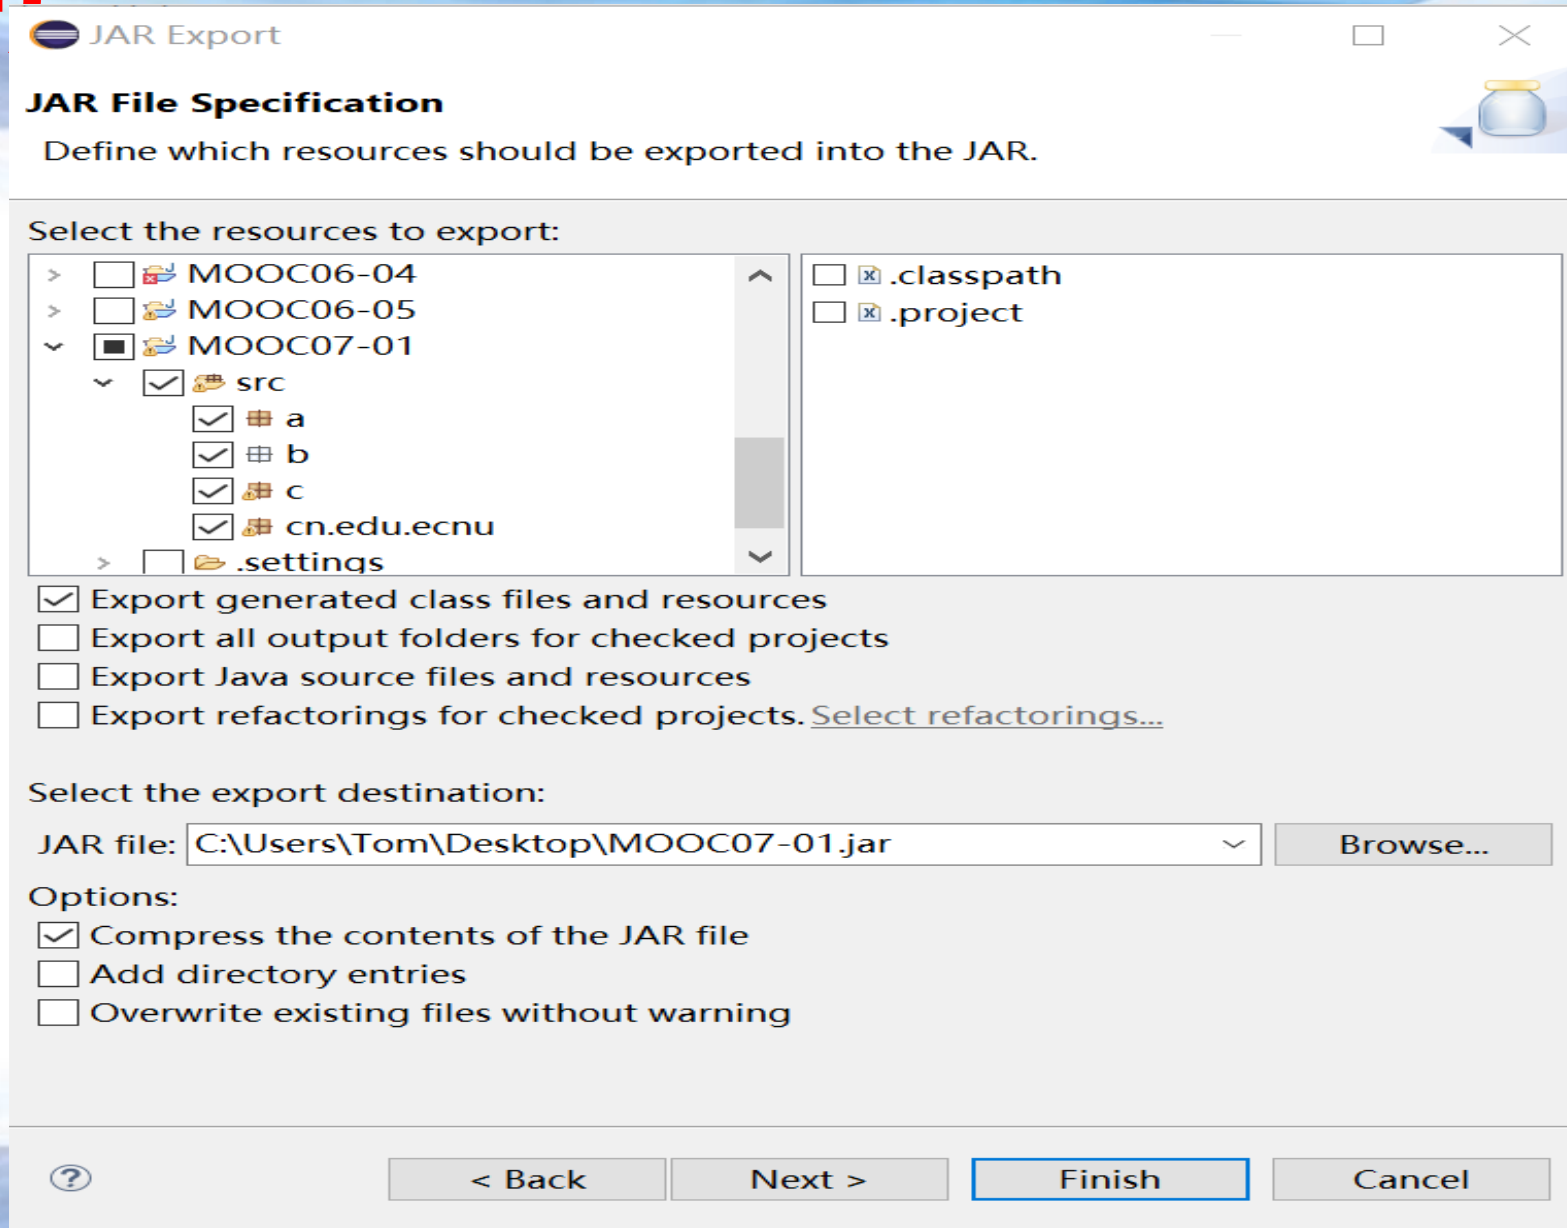 JAR Export
JAR File Specification
Define which resources should be exported into the JAR.
Select the resources to export:
MOOC06-04
MOOC06-05
MOOC07-01
src
a
b
c
cn.edu.ecnu
.settings
.classpath
.project
Export generated class files and resources
Export all output folders for checked projects
Export Java source files and resources
Export refactorings for checked projects. Select refactorings...
Select the export destination:
JAR file: C:\Users\Tom\Desktop\MOOC07-01.jar Browse...
Options:
Compress the contents of the JAR file
Add directory entries
Overwrite existing files without warning
? < Back Next > Finish Cancel